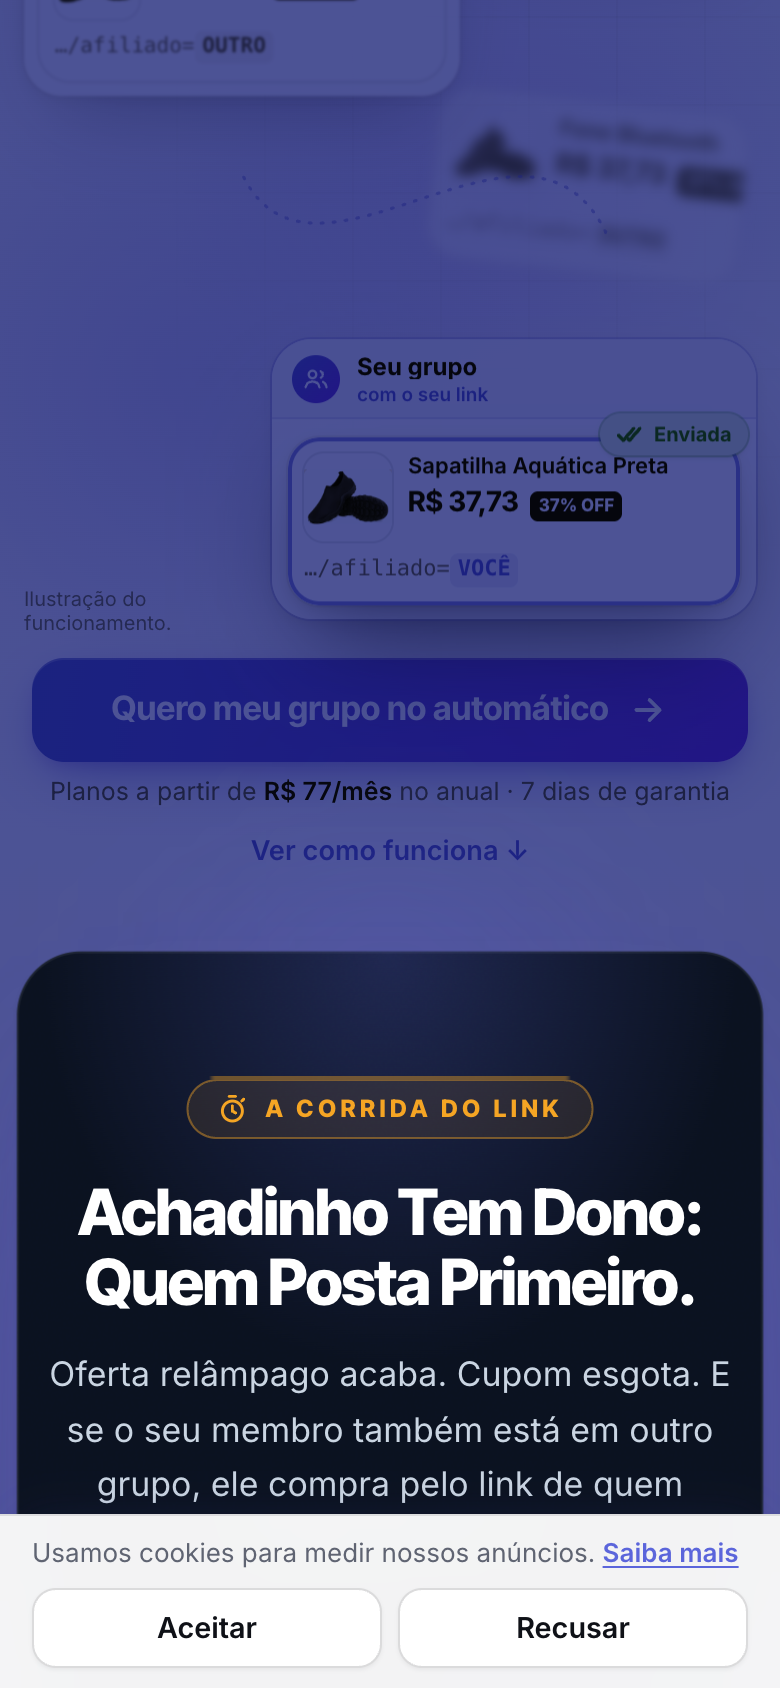 …/afiliado= OUTRO
R$ 37,73
Seu grupo
com o seu link
Enviada
Sapatilha Aquática Preta
R$ 37,73 37% OFF
…/afiliado= VOCÊ
Ilustração do
funcionamento.
Quero meu grupo no automático →
Planos a partir de R$ 77/mês no anual · 7 dias de garantia
Ver como funciona ↓
A CORRIDA DO LINK
Achadinho Tem Dono:
Quem Posta Primeiro.
Oferta relâmpago acaba. Cupom esgota. E
se o seu membro também está em outro
grupo, ele compra pelo link de quem
Usamos cookies para medir nossos anúncios. Saiba mais
Aceitar
Recusar